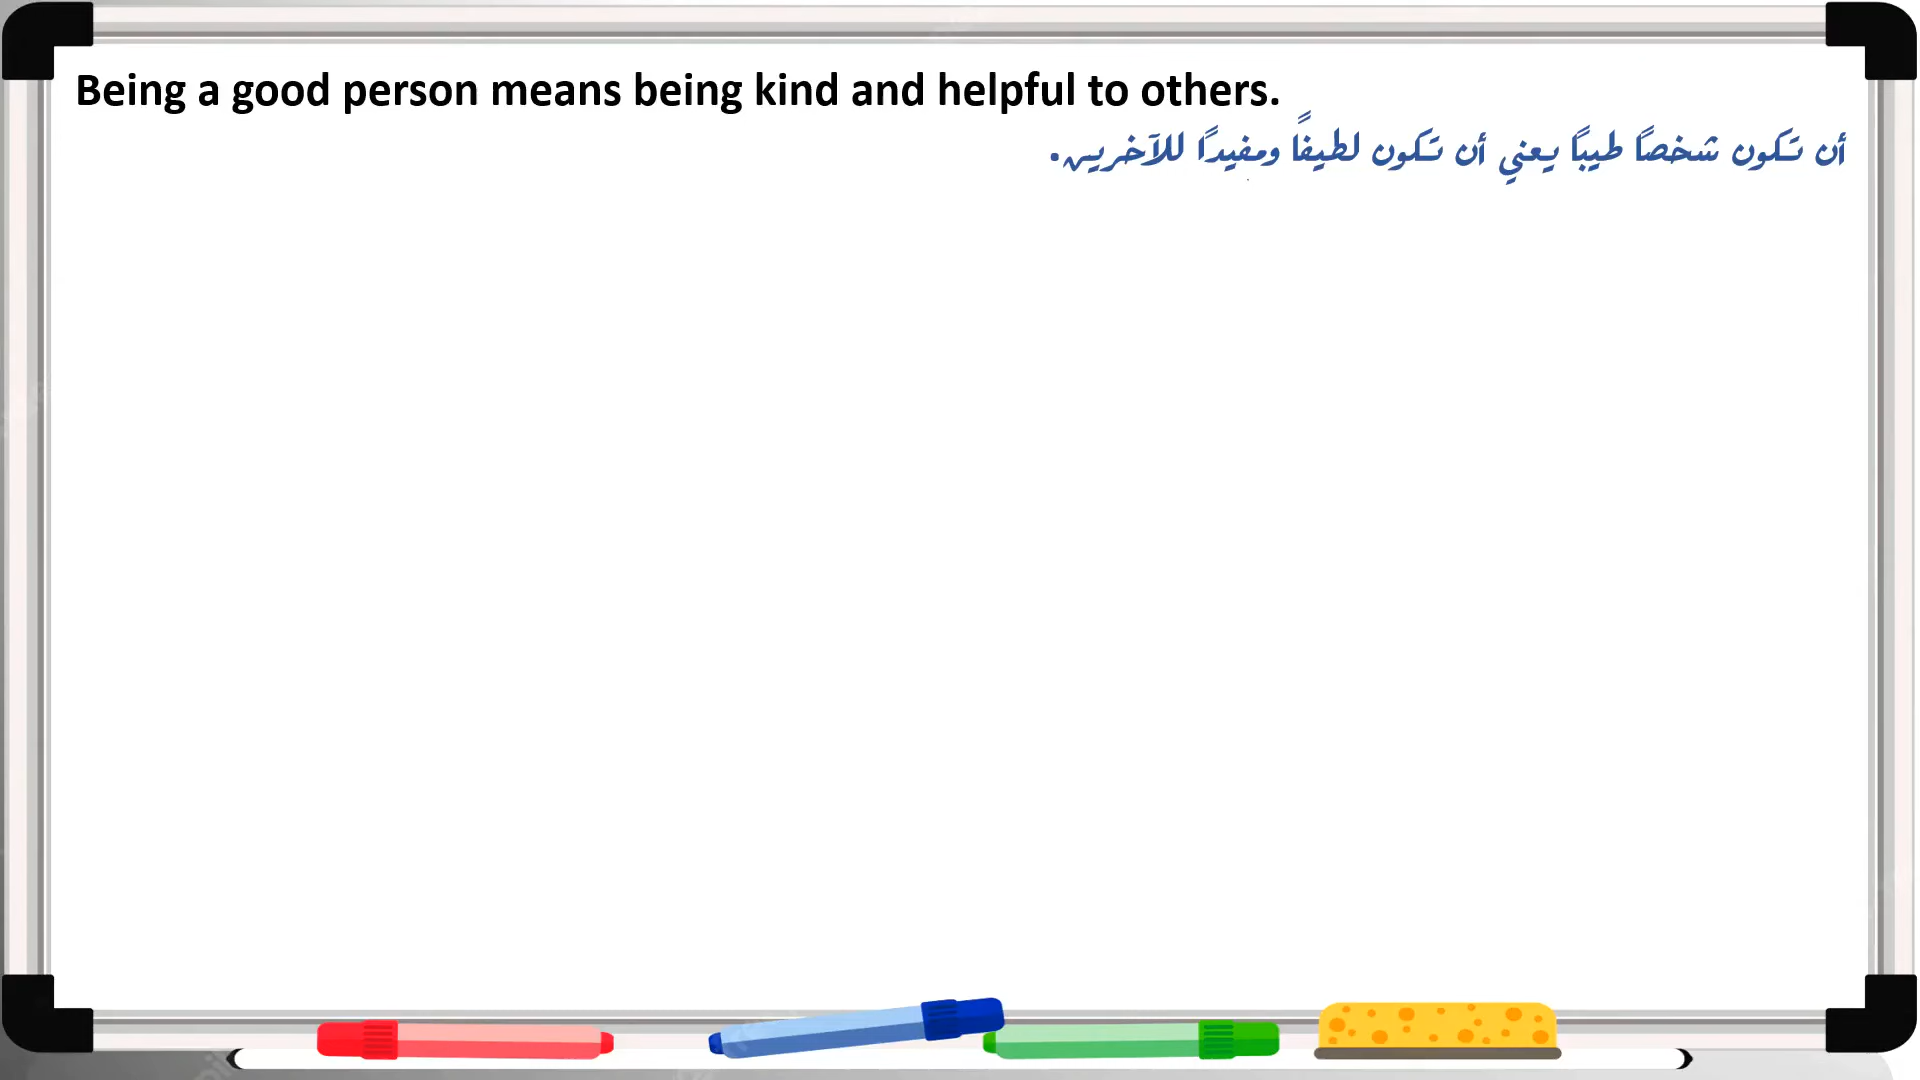 Being a good person means being kind and helpful to others.
أن تكون شخصًا طيبًا يعني أن تكون لطيفًا ومفيدًا للآخرين.